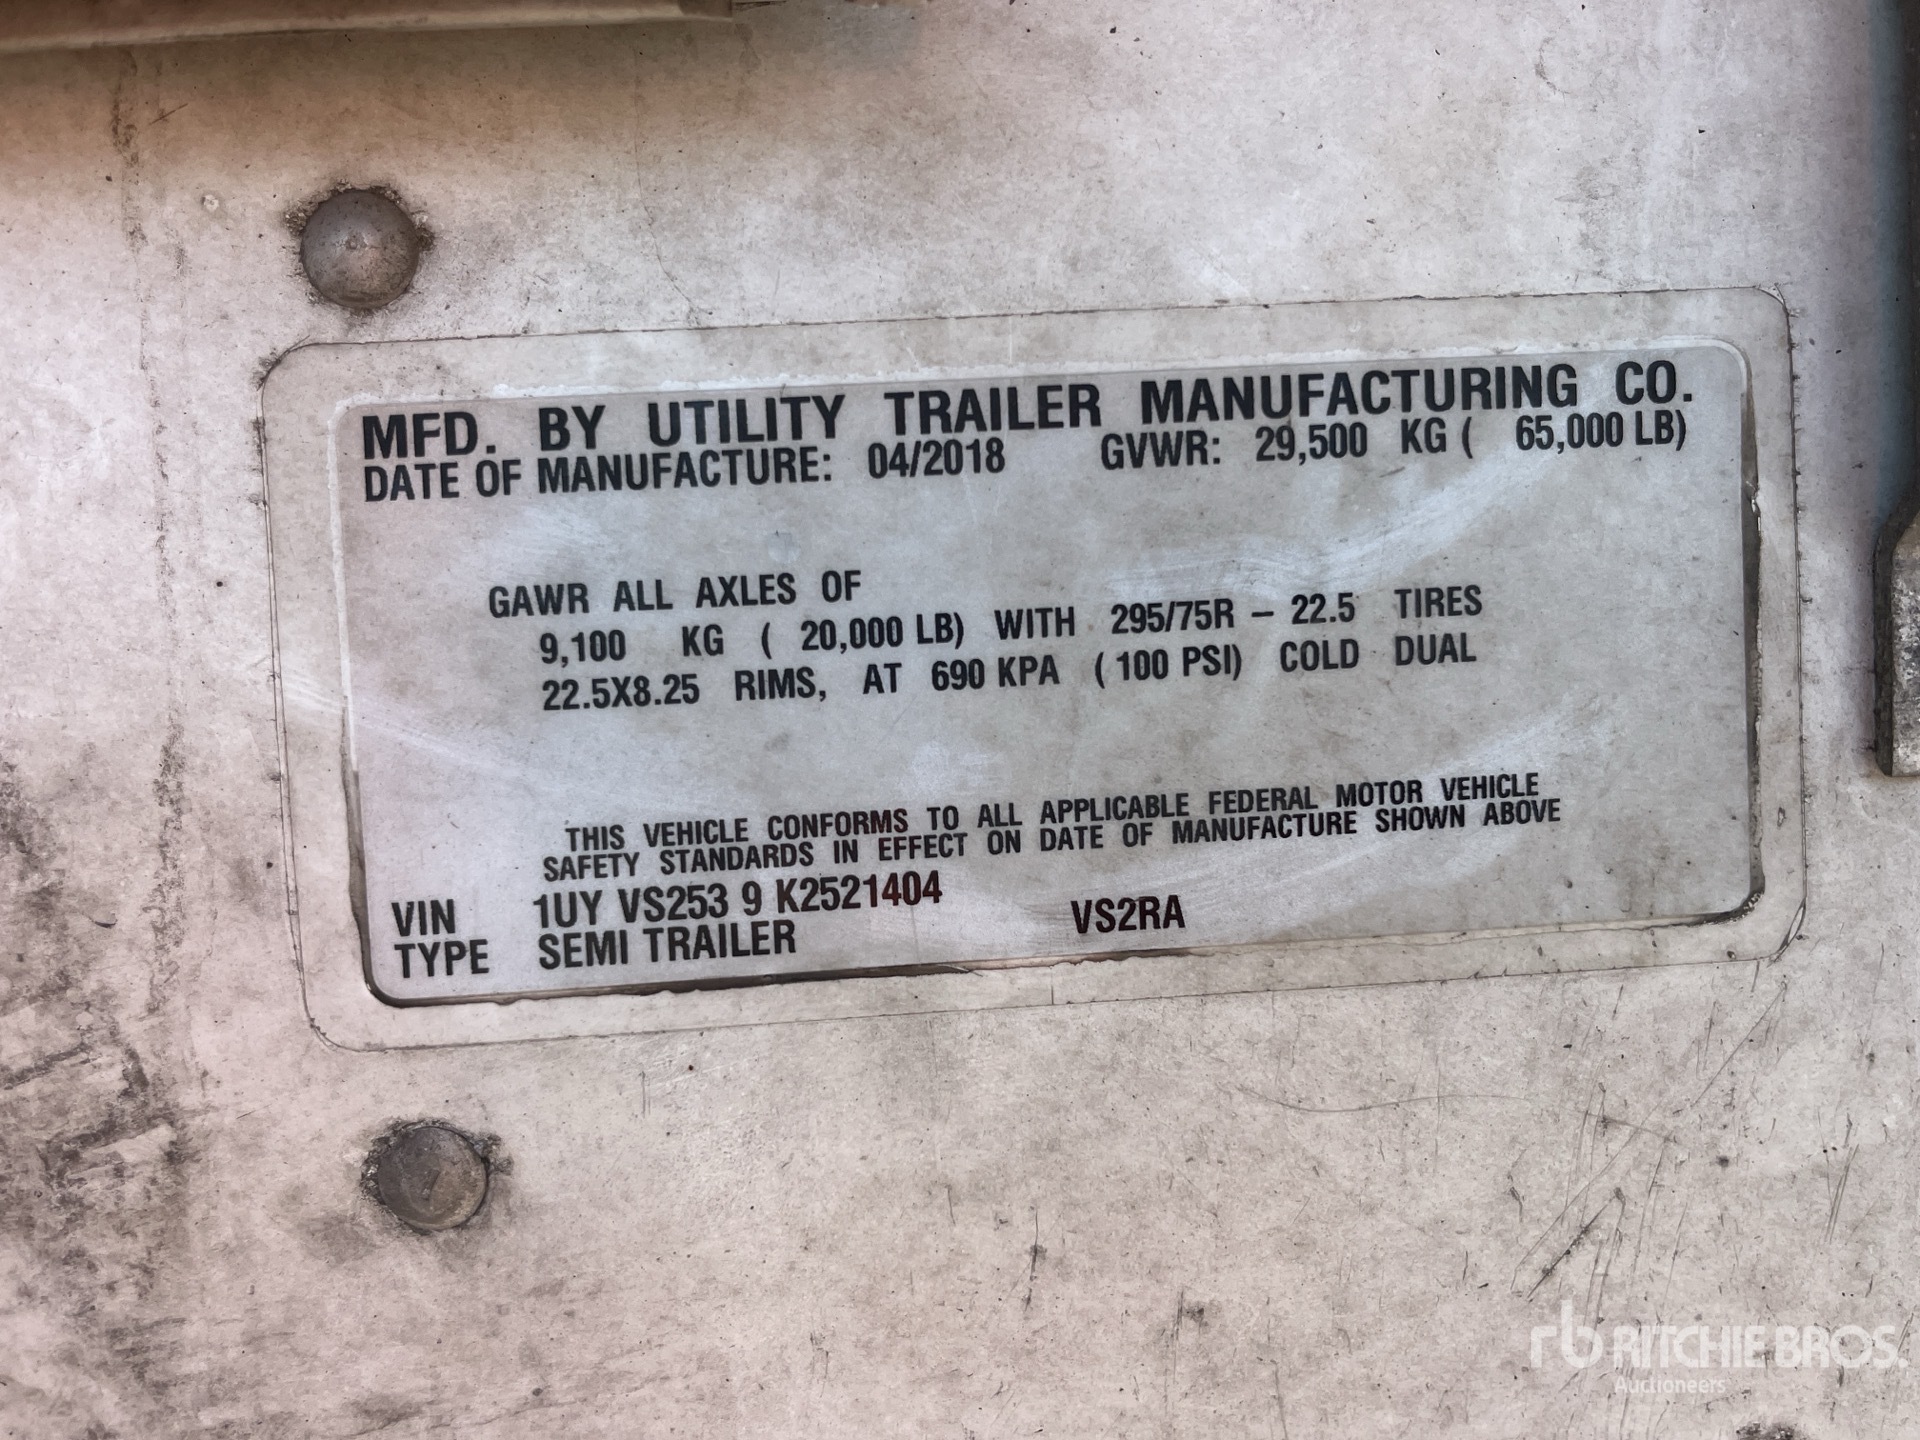 MFD. BY UTILITY TRAILER MANUFACTURING CO.
DATE OF MANUFACTURE: 04/2018 GVWR: 29,500 KG ( 65,000 LB)
GAWR ALL AXLES OF
9,100 KG ( 20,000 LB) WITH 295/75R – 22.5 TIRES
22.5X8.25 RIMS, AT 690 KPA ( 100 PSI) COLD DUAL
THIS VEHICLE CONFORMS TO ALL APPLICABLE FEDERAL MOTOR VEHICLE
SAFETY STANDARDS IN EFFECT ON DATE OF MANUFACTURE SHOWN ABOVE
VIN 1UY VS253 9 K2521404 VS2RA
TYPE SEMI TRAILER
rb RITCHIE BROS.
Auctioneers